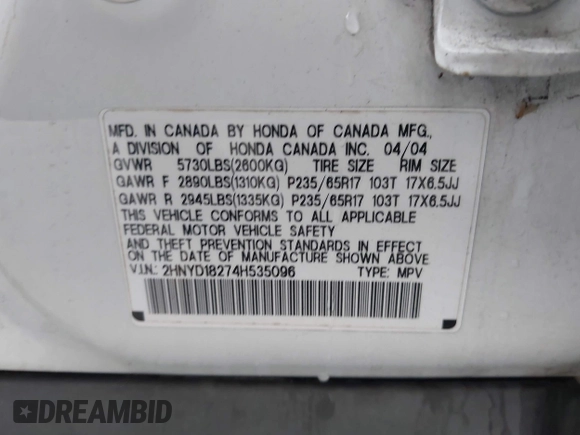 MFD. IN CANADA BY HONDA OF CANADA MFG.,
A DIVISION OF HONDA CANADA INC. 04/04
GVWR 5730LBS(2600KG) TIRE SIZE RIM SIZE
GAWR F 2890LBS(1310KG) P235/65R17 103T 17X6.5JJ
GAWR R 2945LBS(1335KG) P235/65R17 103T 17X6.5JJ
THIS VEHICLE CONFORMS TO ALL APPLICABLE
FEDERAL MOTOR VEHICLE SAFETY
AND THEFT PREVENTION STANDARDS IN EFFECT
ON THE DATE OF MANUFACTURE SHOWN ABOVE.
V.I.N.: 2HNYD18274H535096 TYPE: MPV
DREAMBID